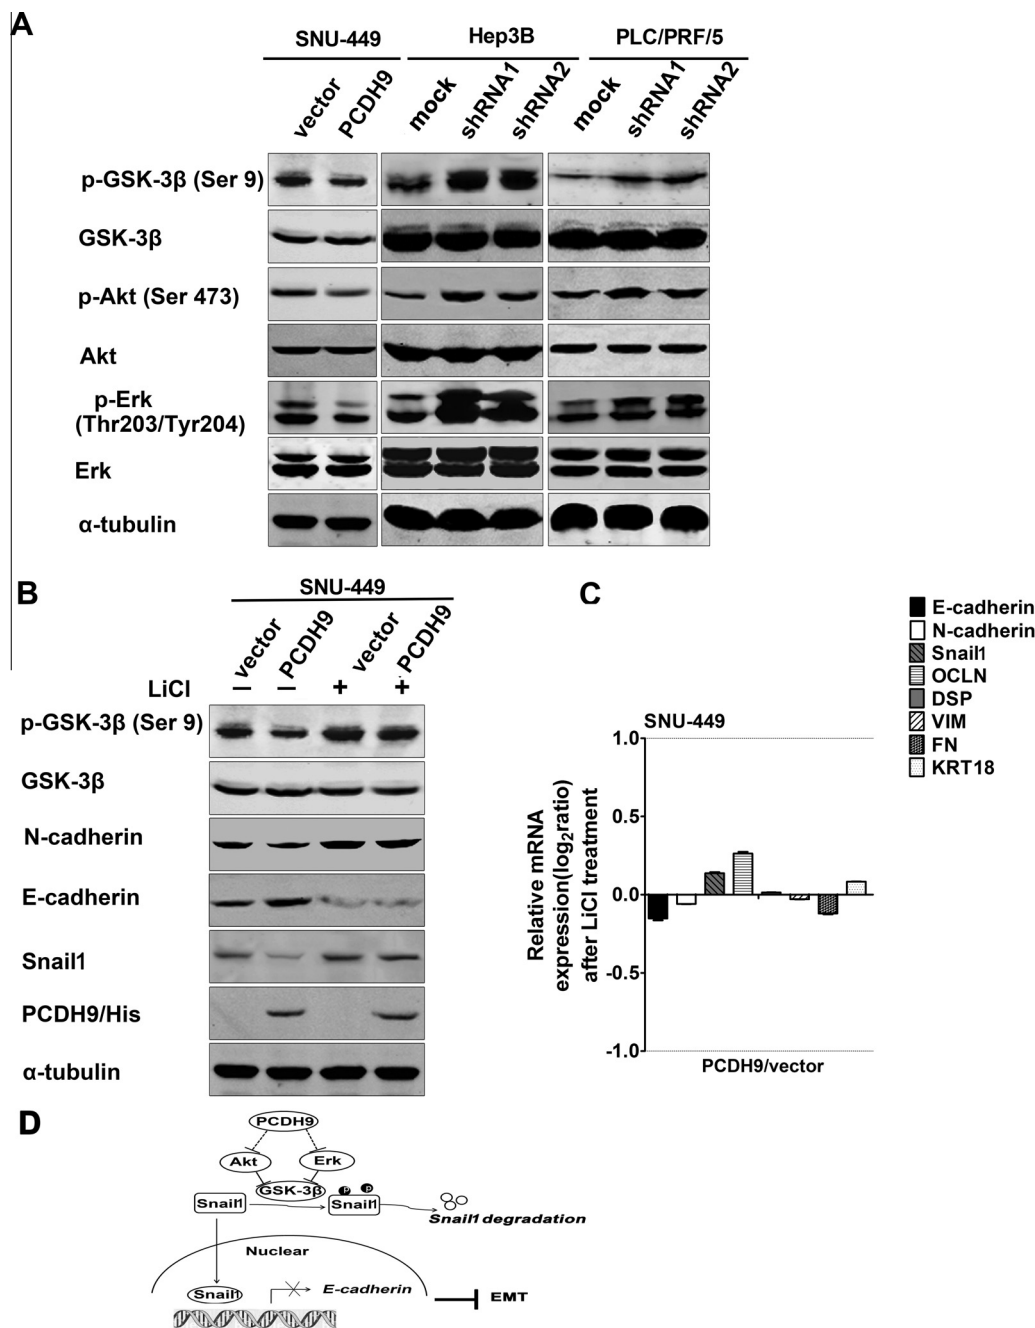 A
SNU-449 Hep3B PLC/PRF/5
vector PCDH9 mock shRNA1 shRNA2 mock shRNA1 shRNA2
p-GSK-3β (Ser 9)
GSK-3β
p-Akt (Ser 473)
Akt
p-Erk
(Thr203/Tyr204)
Erk
α-tubulin
B
SNU-449
vector PCDH9 vector PCDH9
LiCl − − + +
p-GSK-3β (Ser 9)
GSK-3β
N-cadherin
E-cadherin
Snail1
PCDH9/His
α-tubulin
C
E-cadherin
N-cadherin
Snail1
OCLN
DSP
VIM
FN
KRT18
SNU-449
1.0
0.5
0.0
-0.5
-1.0
Relative mRNA
expression(log2ratio)
after LiCl treatment
PCDH9/vector
D
PCDH9
Akt Erk
GSK-3β
P P
Snail1 Snail1
Snail1 degradation
Nuclear
Snail1 E-cadherin
EMT